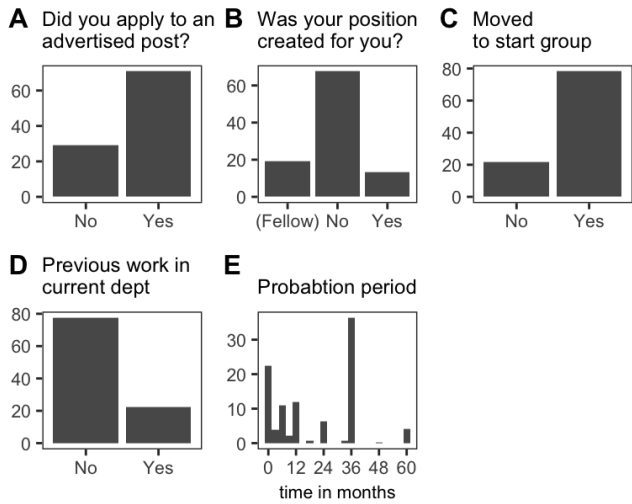 A Did you apply to an
advertised post?
60
40
20
0
No Yes
B Was your position
created for you?
60
40
20
0
(Fellow) No Yes
C Moved
to start group
80
60
40
20
0
No Yes
D Previous work in
current dept
80
60
40
20
0
No Yes
E Probabtion period
30
20
10
0
0 12 24 36 48 60
time in months